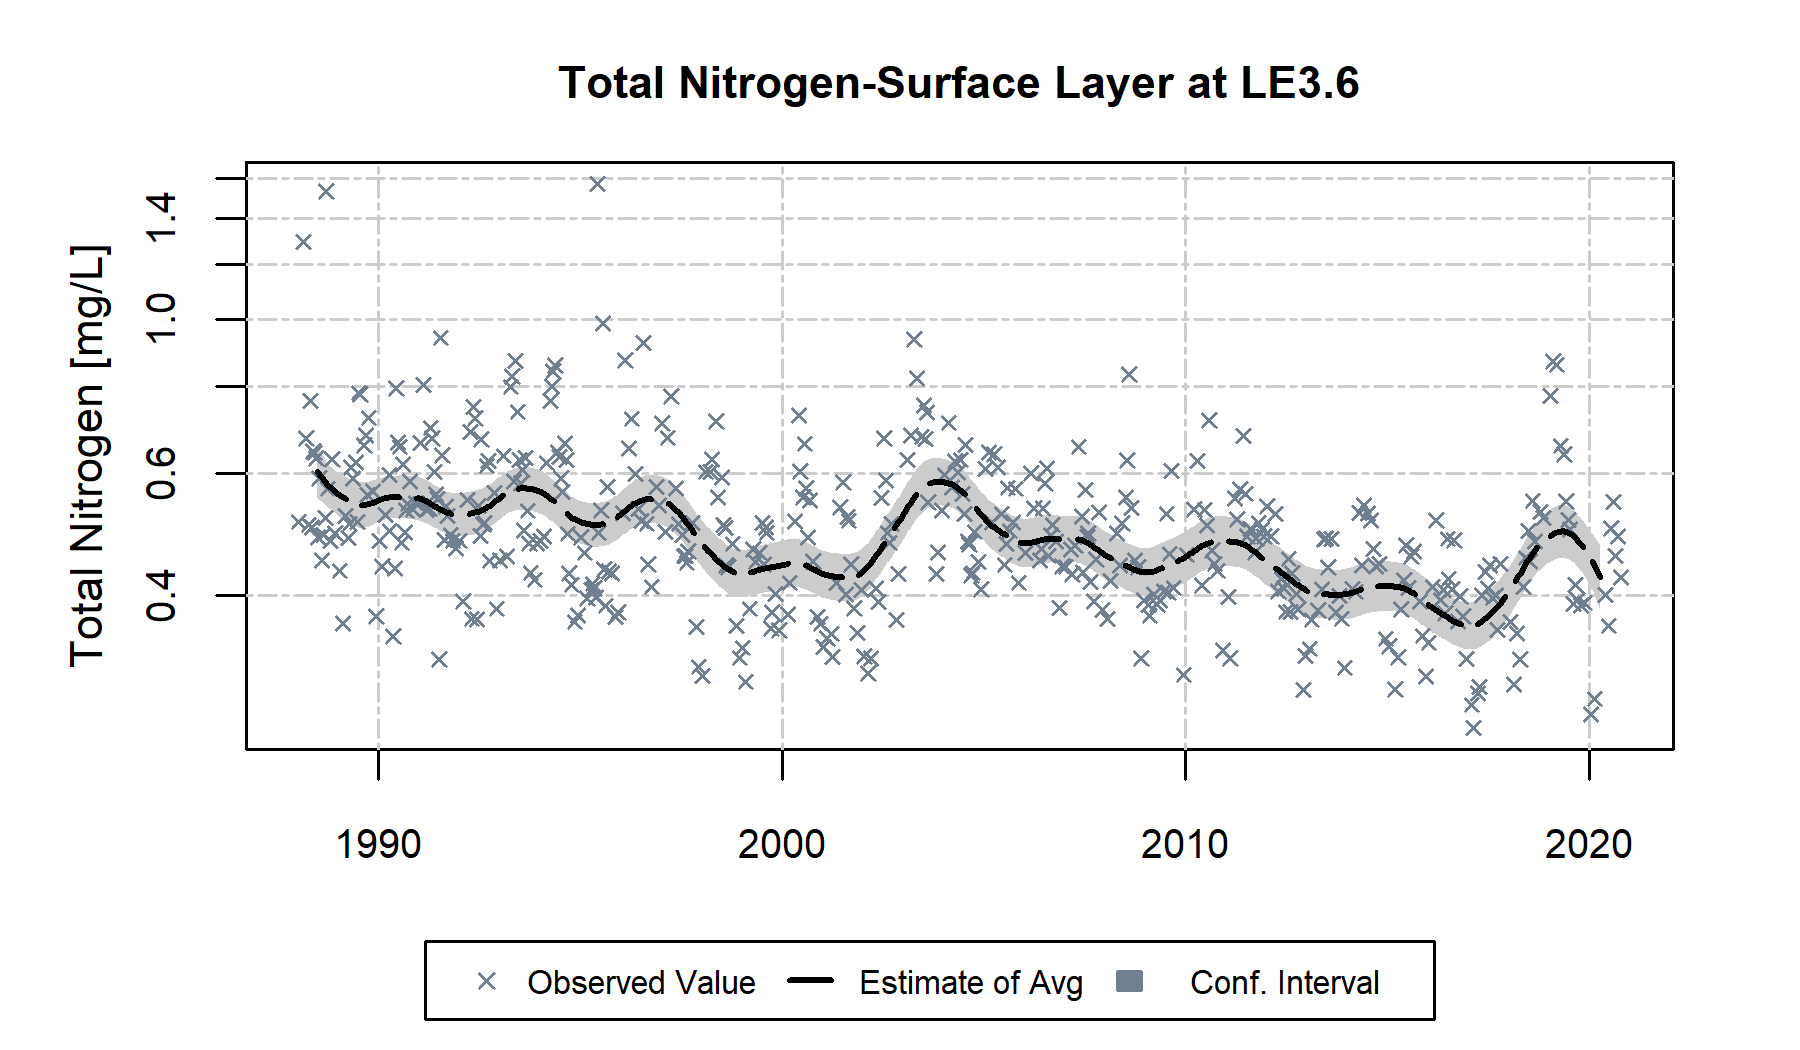 Total Nitrogen-Surface Layer at LE3.6
Total Nitrogen [mg/L]
1.4
1.0
0.6
0.4
1990 2000 2010 2020
Observed Value Estimate of Avg Conf. Interval